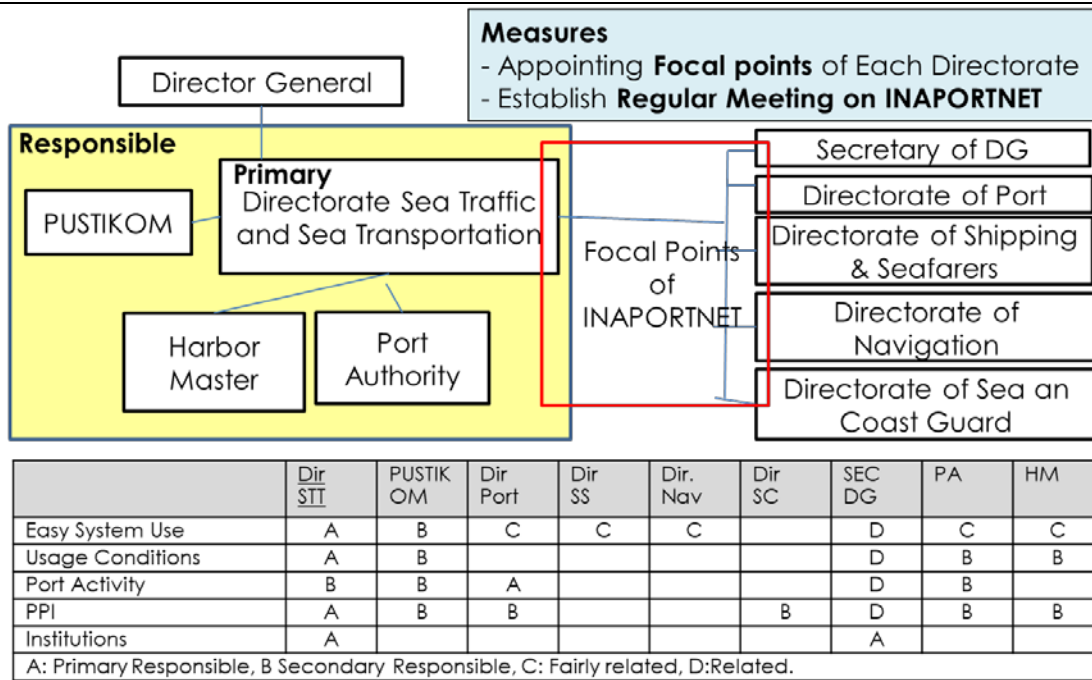 Measures
- Appointing Focal points of Each Directorate
- Establish Regular Meeting on INAPORTNET
Director General
Responsible
Primary
Directorate Sea Traffic
and Sea Transportation
PUSTIKOM
Harbor
Master
Port
Authority
Focal Points
of
INAPORTNET
Secretary of DG
Directorate of Port
Directorate of Shipping
& Seafarers
Directorate of
Navigation
Directorate of Sea an
Coast Guard
Dir STT PUSTIK OM Dir Port Dir SS Dir. Nav Dir SC SEC DG PA HM
Easy System Use A B C C C D C C
Usage Conditions A B D B B
Port Activity B B A D B
PPI A B B B D B B
Institutions A A
A: Primary Responsible, B Secondary Responsible, C: Fairly related, D:Related.